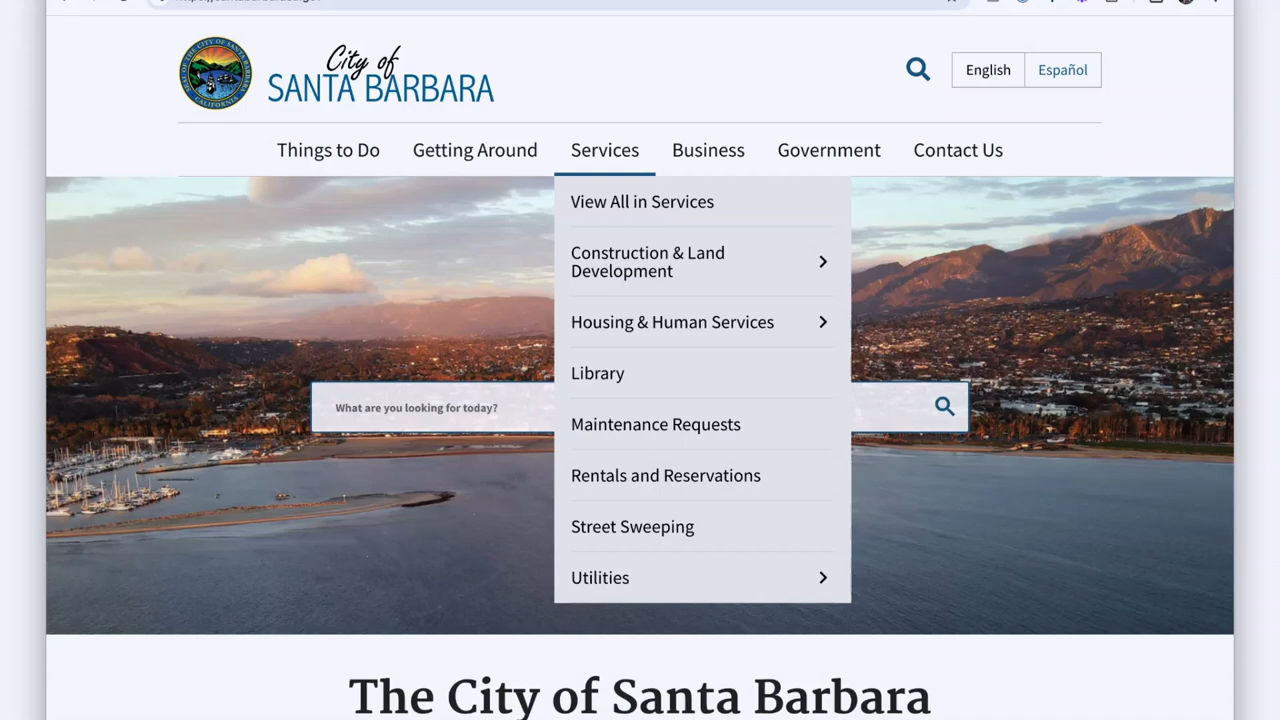 City of
SANTA BARBARA
English
Español
Things to Do
Getting Around
Services
Business
Government
Contact Us
View All in Services
Construction & Land
Development
Housing & Human Services
Library
What are you looking for today?
Maintenance Requests
Rentals and Reservations
Street Sweeping
Utilities
The City of Santa Barbara